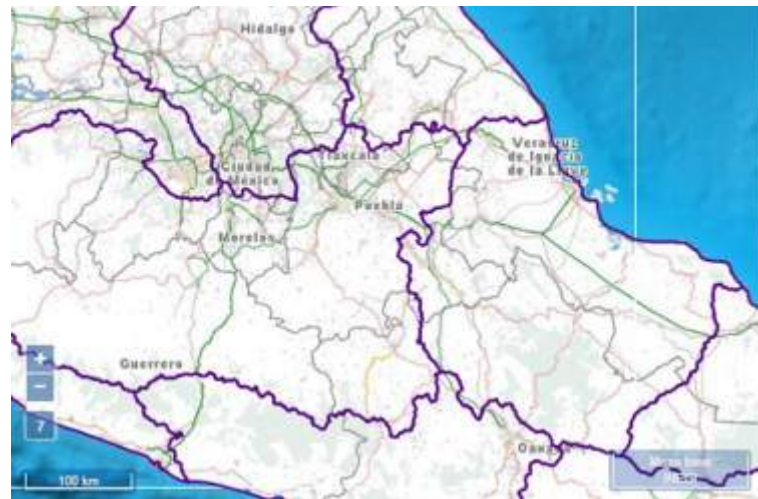 Hidalgo
Veracruz
de Ignacio
de la Llave
Tlaxcala
Ciudad
de México
Puebla
Morelos
+
−
Guerrero
?
100 km
Oaxaca